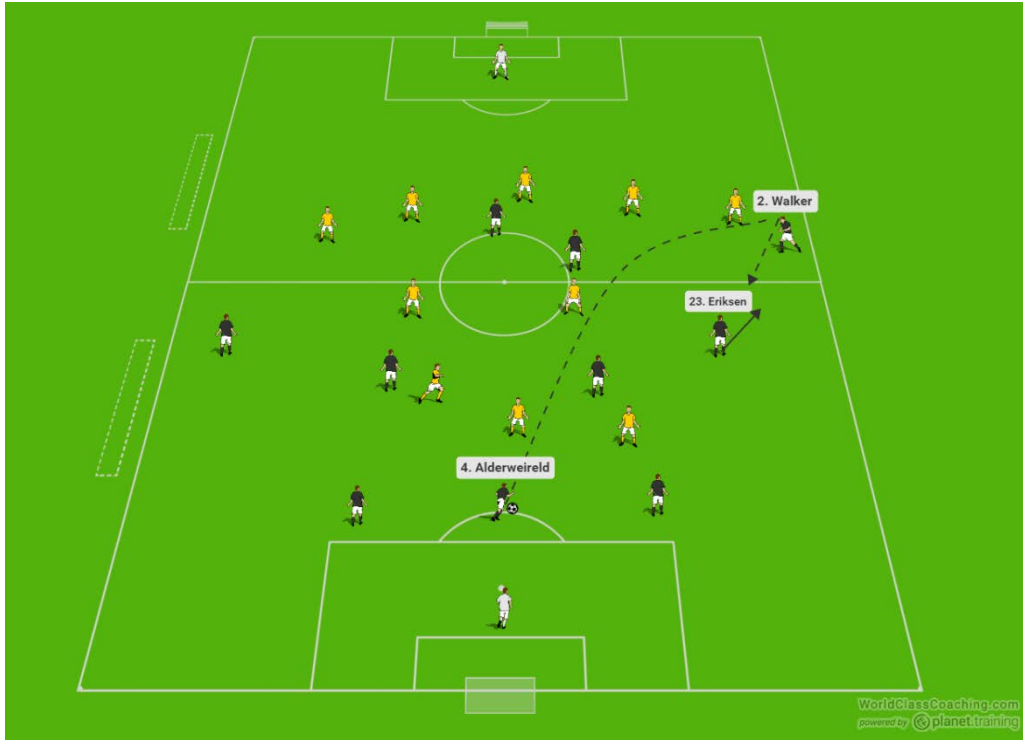 2. Walker
23. Eriksen
4. Alderweireld
WorldClassCoaching.com
powered by planet.training